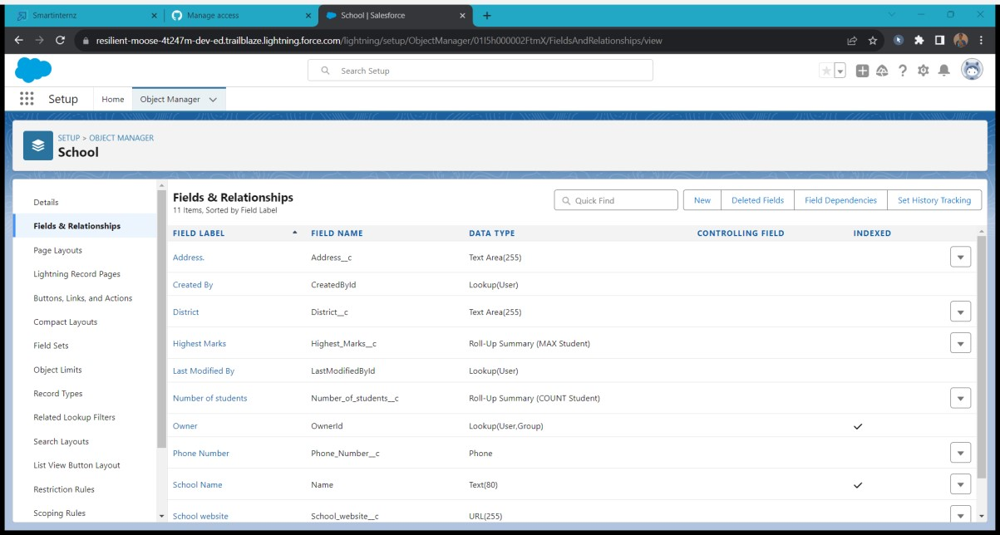 Smartinternz
Manage access
School | Salesforce
resilient-moose-4t247m-dev-ed.trailblaze.lightning.force.com/lightning/setup/ObjectManager/01I5h000002FtmX/FieldsAndRelationships/view
Search Setup
Setup
Home
Object Manager
SETUP > OBJECT MANAGER
School
Details
Fields & Relationships
Page Layouts
Lightning Record Pages
Buttons, Links, and Actions
Compact Layouts
Field Sets
Object Limits
Record Types
Related Lookup Filters
Search Layouts
List View Button Layout
Restriction Rules
Scoping Rules
Fields & Relationships
11 Items, Sorted by Field Label
Quick Find
New
Deleted Fields
Field Dependencies
Set History Tracking
FIELD LABEL FIELD NAME DATA TYPE CONTROLLING FIELD INDEXED
Address. Address__c Text Area(255)
Created By CreatedById Lookup(User)
District District__c Text Area(255)
Highest Marks Highest_Marks__c Roll-Up Summary (MAX Student)
Last Modified By LastModifiedById Lookup(User)
Number of students Number_of_students__c Roll-Up Summary (COUNT Student)
Owner OwnerId Lookup(User,Group)
Phone Number Phone_Number__c Phone
School Name Name Text(80)
School website School_website__c URL(255)